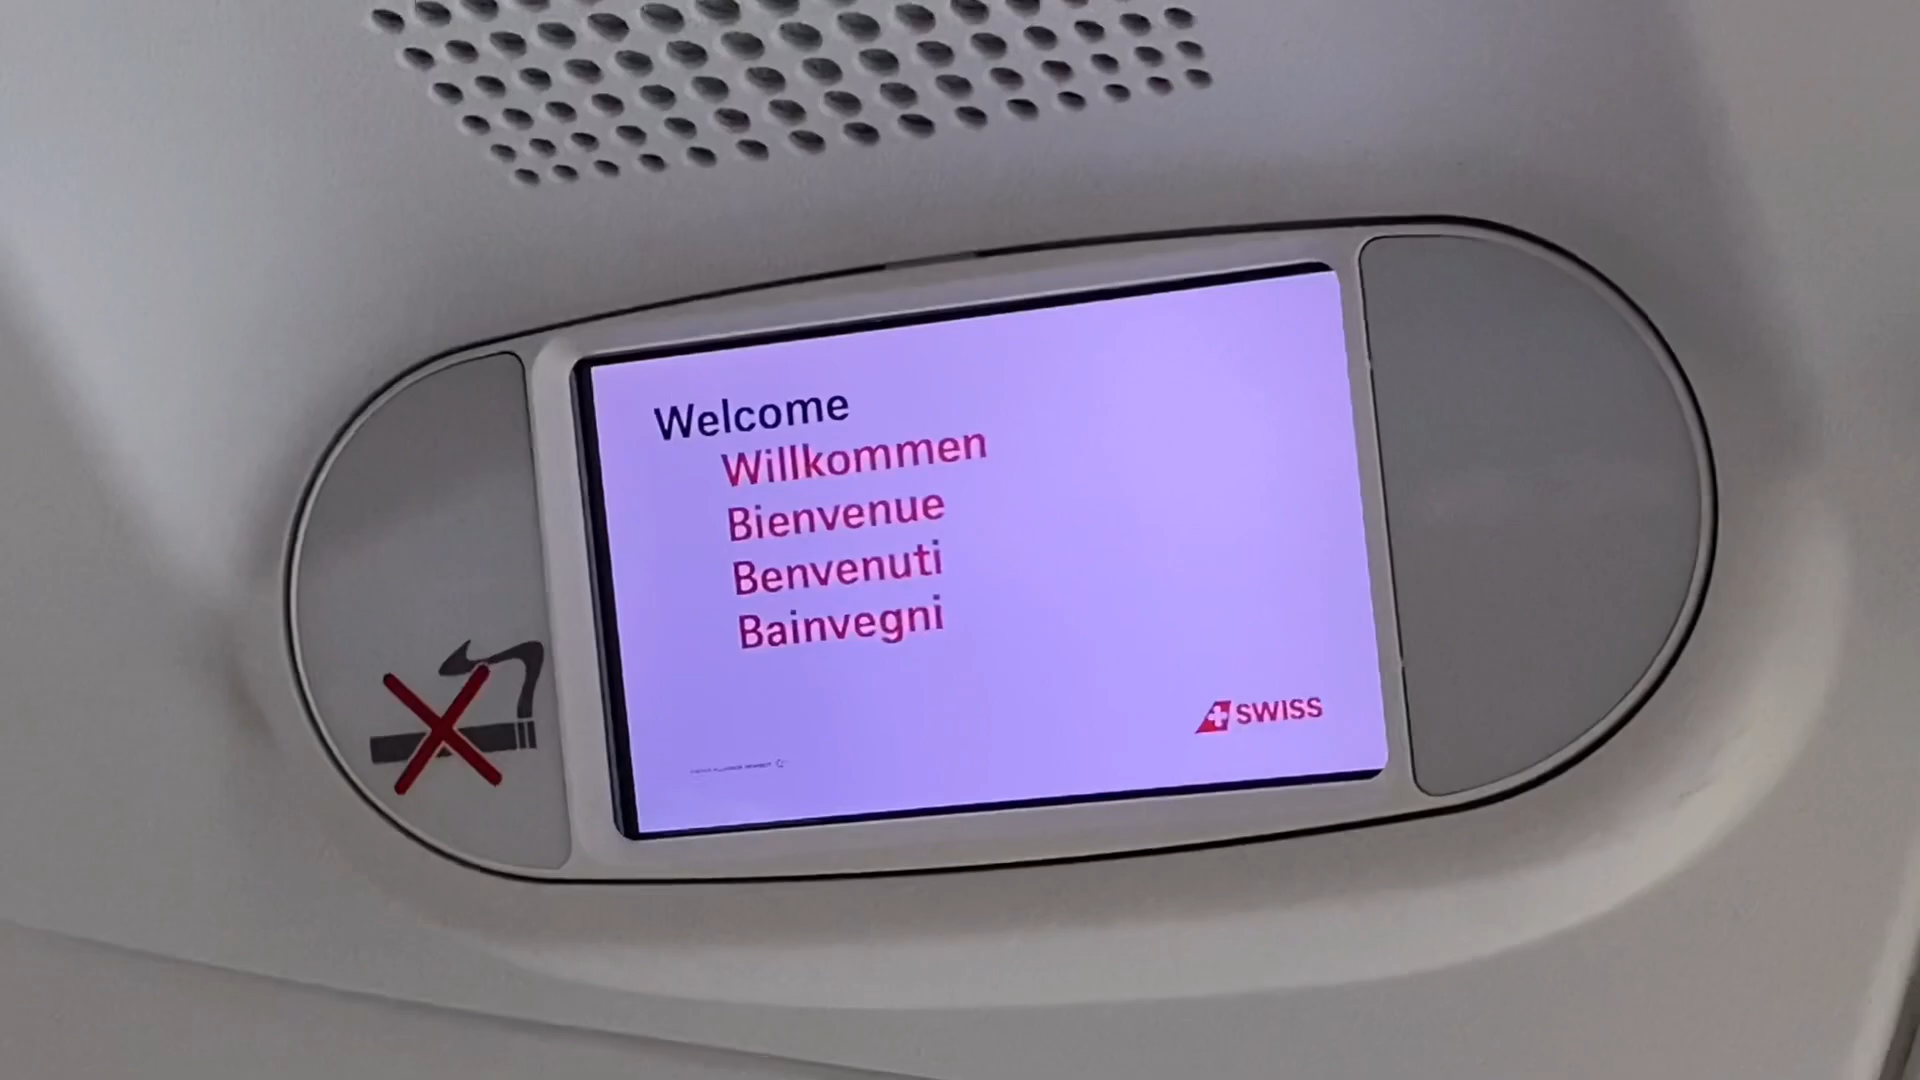 Welcome
Willkommen
Bienvenue
Benvenuti
Bainvegni
SWISS